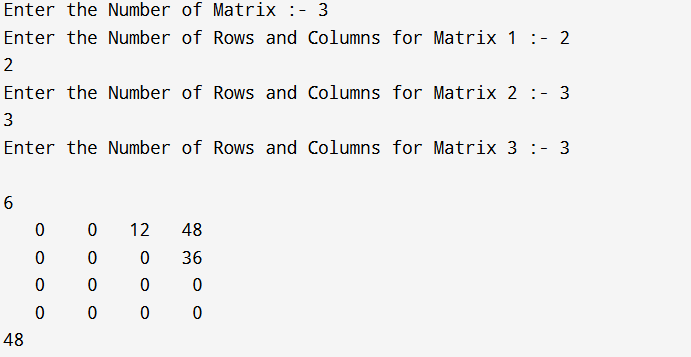 Enter the Number of Matrix :- 3
Enter the Number of Rows and Columns for Matrix 1 :- 2
2
Enter the Number of Rows and Columns for Matrix 2 :- 3
3
Enter the Number of Rows and Columns for Matrix 3 :- 3
6
0 0 12 48
0 0 0 36
0 0 0 0
0 0 0 0
48